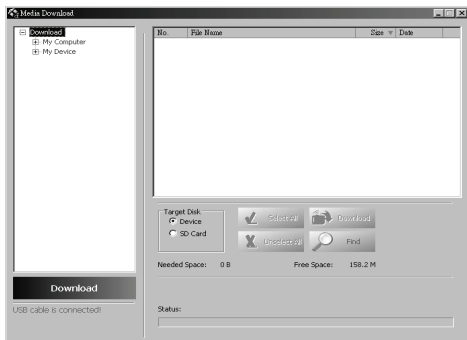 Media Download
Download
My Computer
My Device
No. File Name Size Date
Target Disk
Device
SD Card
Select All
Download
Unselect All
Find
Needed Space: 0 B Free Space: 158.2 M
Download
USB cable is connected!
Status: